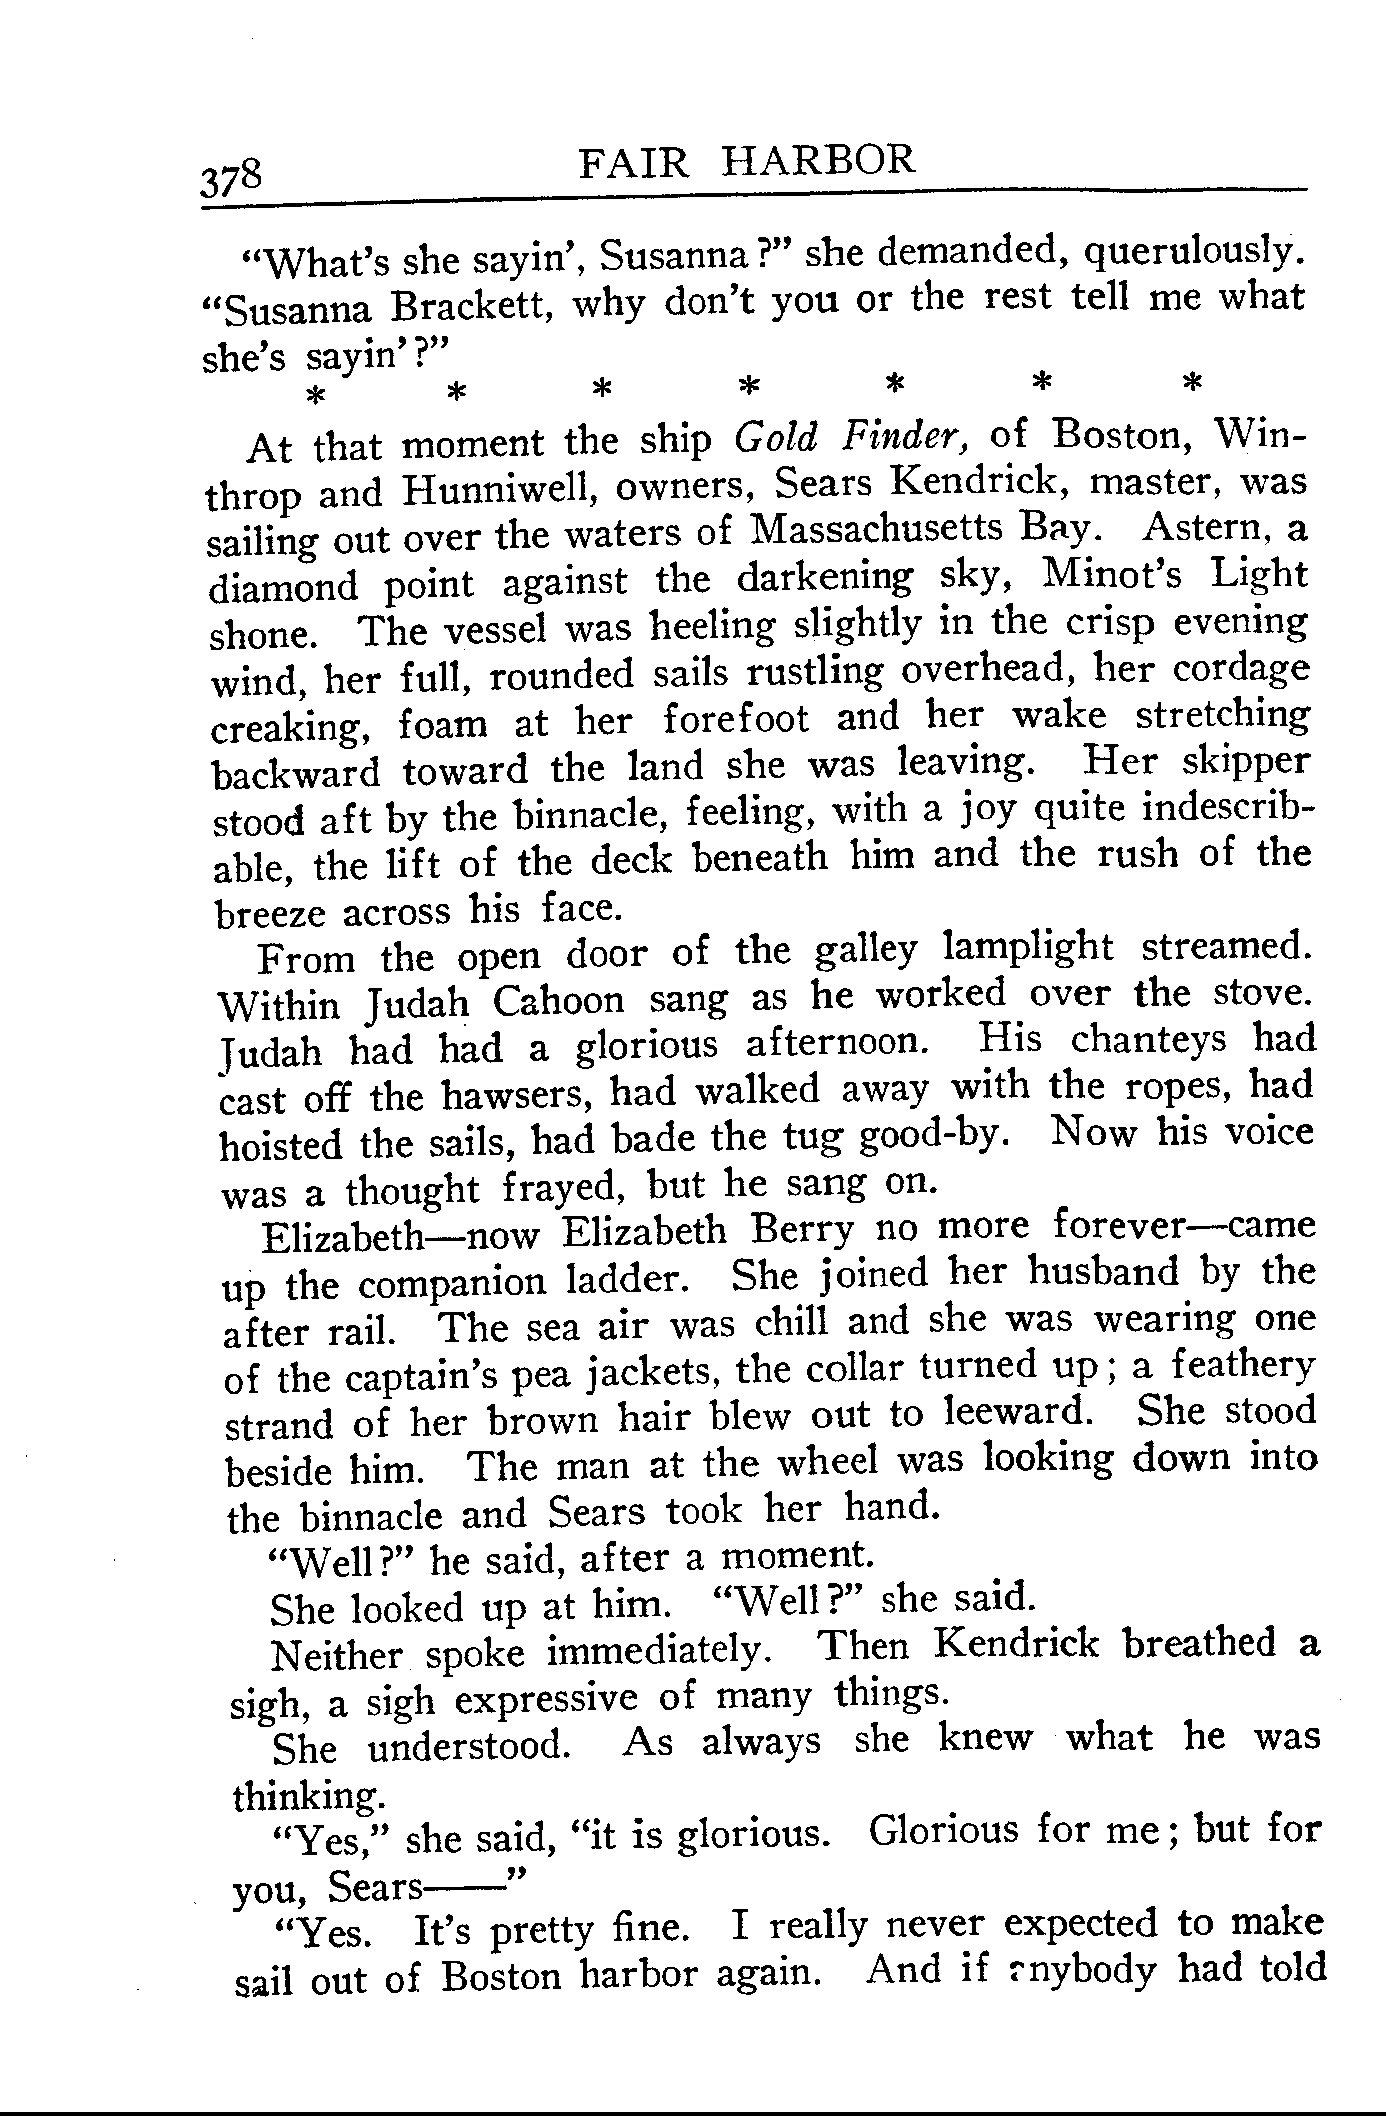 378 FAIR HARBOR
"What's she sayin', Susanna?" she demanded, querulously.
"Susanna Brackett, why don't you or the rest tell me what
she's sayin'?"
* * * * * * *
At that moment the ship Gold Finder, of Boston, Win-
throp and Hunniwell, owners, Sears Kendrick, master, was
sailing out over the waters of Massachusetts Bay. Astern, a
diamond point against the darkening sky, Minot's Light
shone. The vessel was heeling slightly in the crisp evening
wind, her full, rounded sails rustling overhead, her cordage
creaking, foam at her forefoot and her wake stretching
backward toward the land she was leaving. Her skipper
stood aft by the binnacle, feeling, with a joy quite indescrib-
able, the lift of the deck beneath him and the rush of the
breeze across his face.
From the open door of the galley lamplight streamed.
Within Judah Cahoon sang as he worked over the stove.
Judah had had a glorious afternoon. His chanteys had
cast off the hawsers, had walked away with the ropes, had
hoisted the sails, had bade the tug good-by. Now his voice
was a thought frayed, but he sang on.
Elizabeth—now Elizabeth Berry no more forever—came
up the companion ladder. She joined her husband by the
after rail. The sea air was chill and she was wearing one
of the captain's pea jackets, the collar turned up; a feathery
strand of her brown hair blew out to leeward. She stood
beside him. The man at the wheel was looking down into
the binnacle and Sears took her hand.
"Well?" he said, after a moment.
She looked up at him. "Well?" she said.
Neither spoke immediately. Then Kendrick breathed a
sigh, a sigh expressive of many things.
She understood. As always she knew what he was
thinking.
"Yes," she said, "it is glorious. Glorious for me; but for
you, Sears——"
"Yes. It's pretty fine. I really never expected to make
sail out of Boston harbor again. And if anybody had told